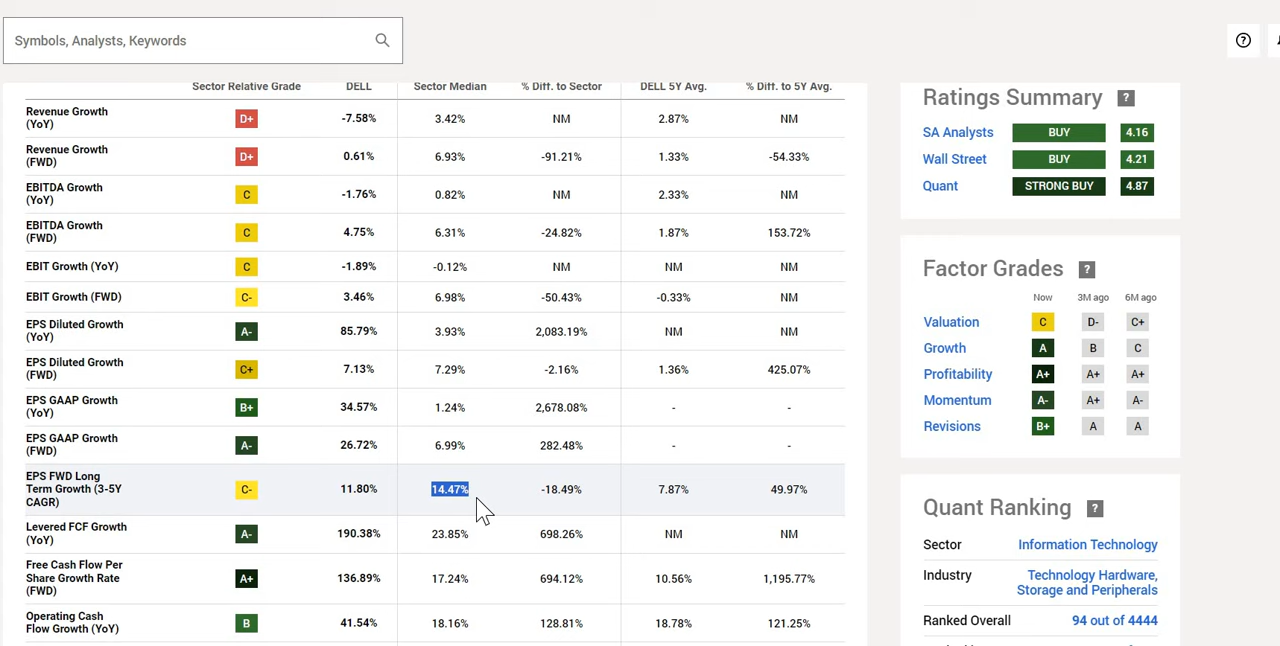 Symbols, Analysts, Keywords
Sector Relative Grade DELL Sector Median % Diff. to Sector DELL 5Y Avg. % Diff. to 5Y Avg.
Revenue Growth
(YoY) D+ -7.58% 3.42% NM 2.87% NM
Revenue Growth
(FWD) D+ 0.61% 6.93% -91.21% 1.33% -54.33%
EBITDA Growth
(YoY) C -1.76% 0.82% NM 2.33% NM
EBITDA Growth
(FWD) C 4.75% 6.31% -24.82% 1.87% 153.72%
EBIT Growth (YoY) C -1.89% -0.12% NM NM NM
EBIT Growth (FWD) C- 3.46% 6.98% -50.43% -0.33% NM
EPS Diluted Growth
(YoY) A- 85.79% 3.93% 2,083.19% NM NM
EPS Diluted Growth
(FWD) C+ 7.13% 7.29% -2.16% 1.36% 425.07%
EPS GAAP Growth
(YoY) B+ 34.57% 1.24% 2,678.08% - -
EPS GAAP Growth
(FWD) A- 26.72% 6.99% 282.48% - -
EPS FWD Long
Term Growth (3-5Y
CAGR) C- 11.80% 14.47% -18.49% 7.87% 49.97%
Levered FCF Growth
(YoY) A- 190.38% 23.85% 698.26% NM NM
Free Cash Flow Per
Share Growth Rate
(FWD) A+ 136.89% 17.24% 694.12% 10.56% 1,195.77%
Operating Cash
Flow Growth (YoY) B 41.54% 18.16% 128.81% 18.78% 121.25%
Ratings Summary ?
SA Analysts BUY 4.16
Wall Street BUY 4.21
Quant STRONG BUY 4.87
Factor Grades ?
Now 3M ago 6M ago
Valuation C D- C+
Growth A B C
Profitability A+ A+ A+
Momentum A- A+ A-
Revisions B+ A A
Quant Ranking ?
Sector Information Technology
Industry Technology Hardware,
Storage and Peripherals
Ranked Overall 94 out of 4444